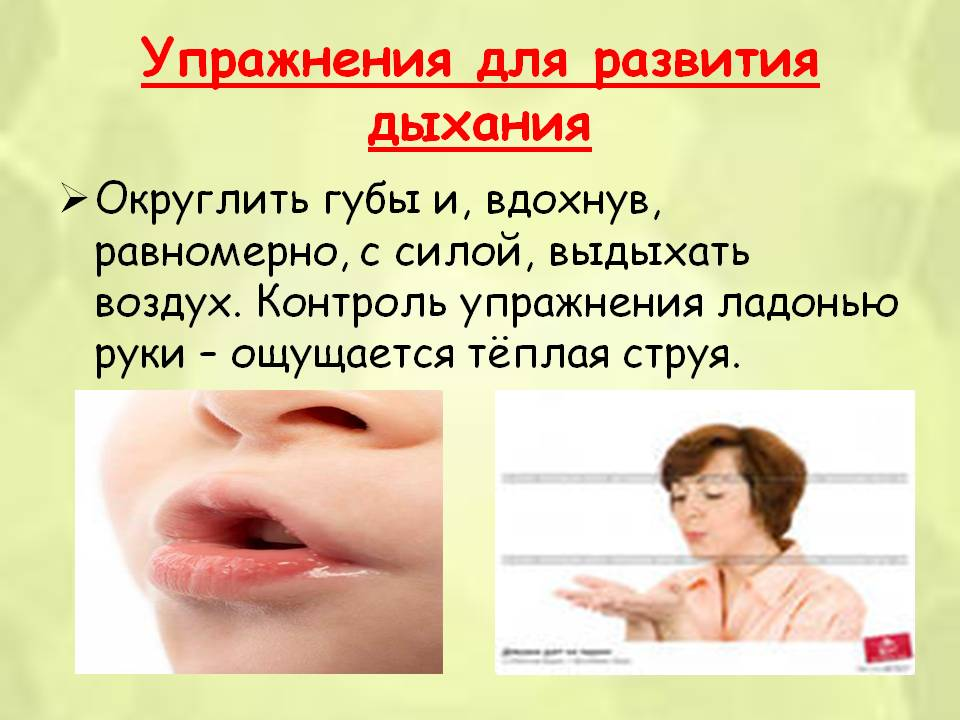 Упражнения для развития
дыхания
Округлить губы и, вдохнув,
равномерно, с силой, выдыхать
воздух. Контроль упражнения ладонью
руки – ощущается тёплая струя.